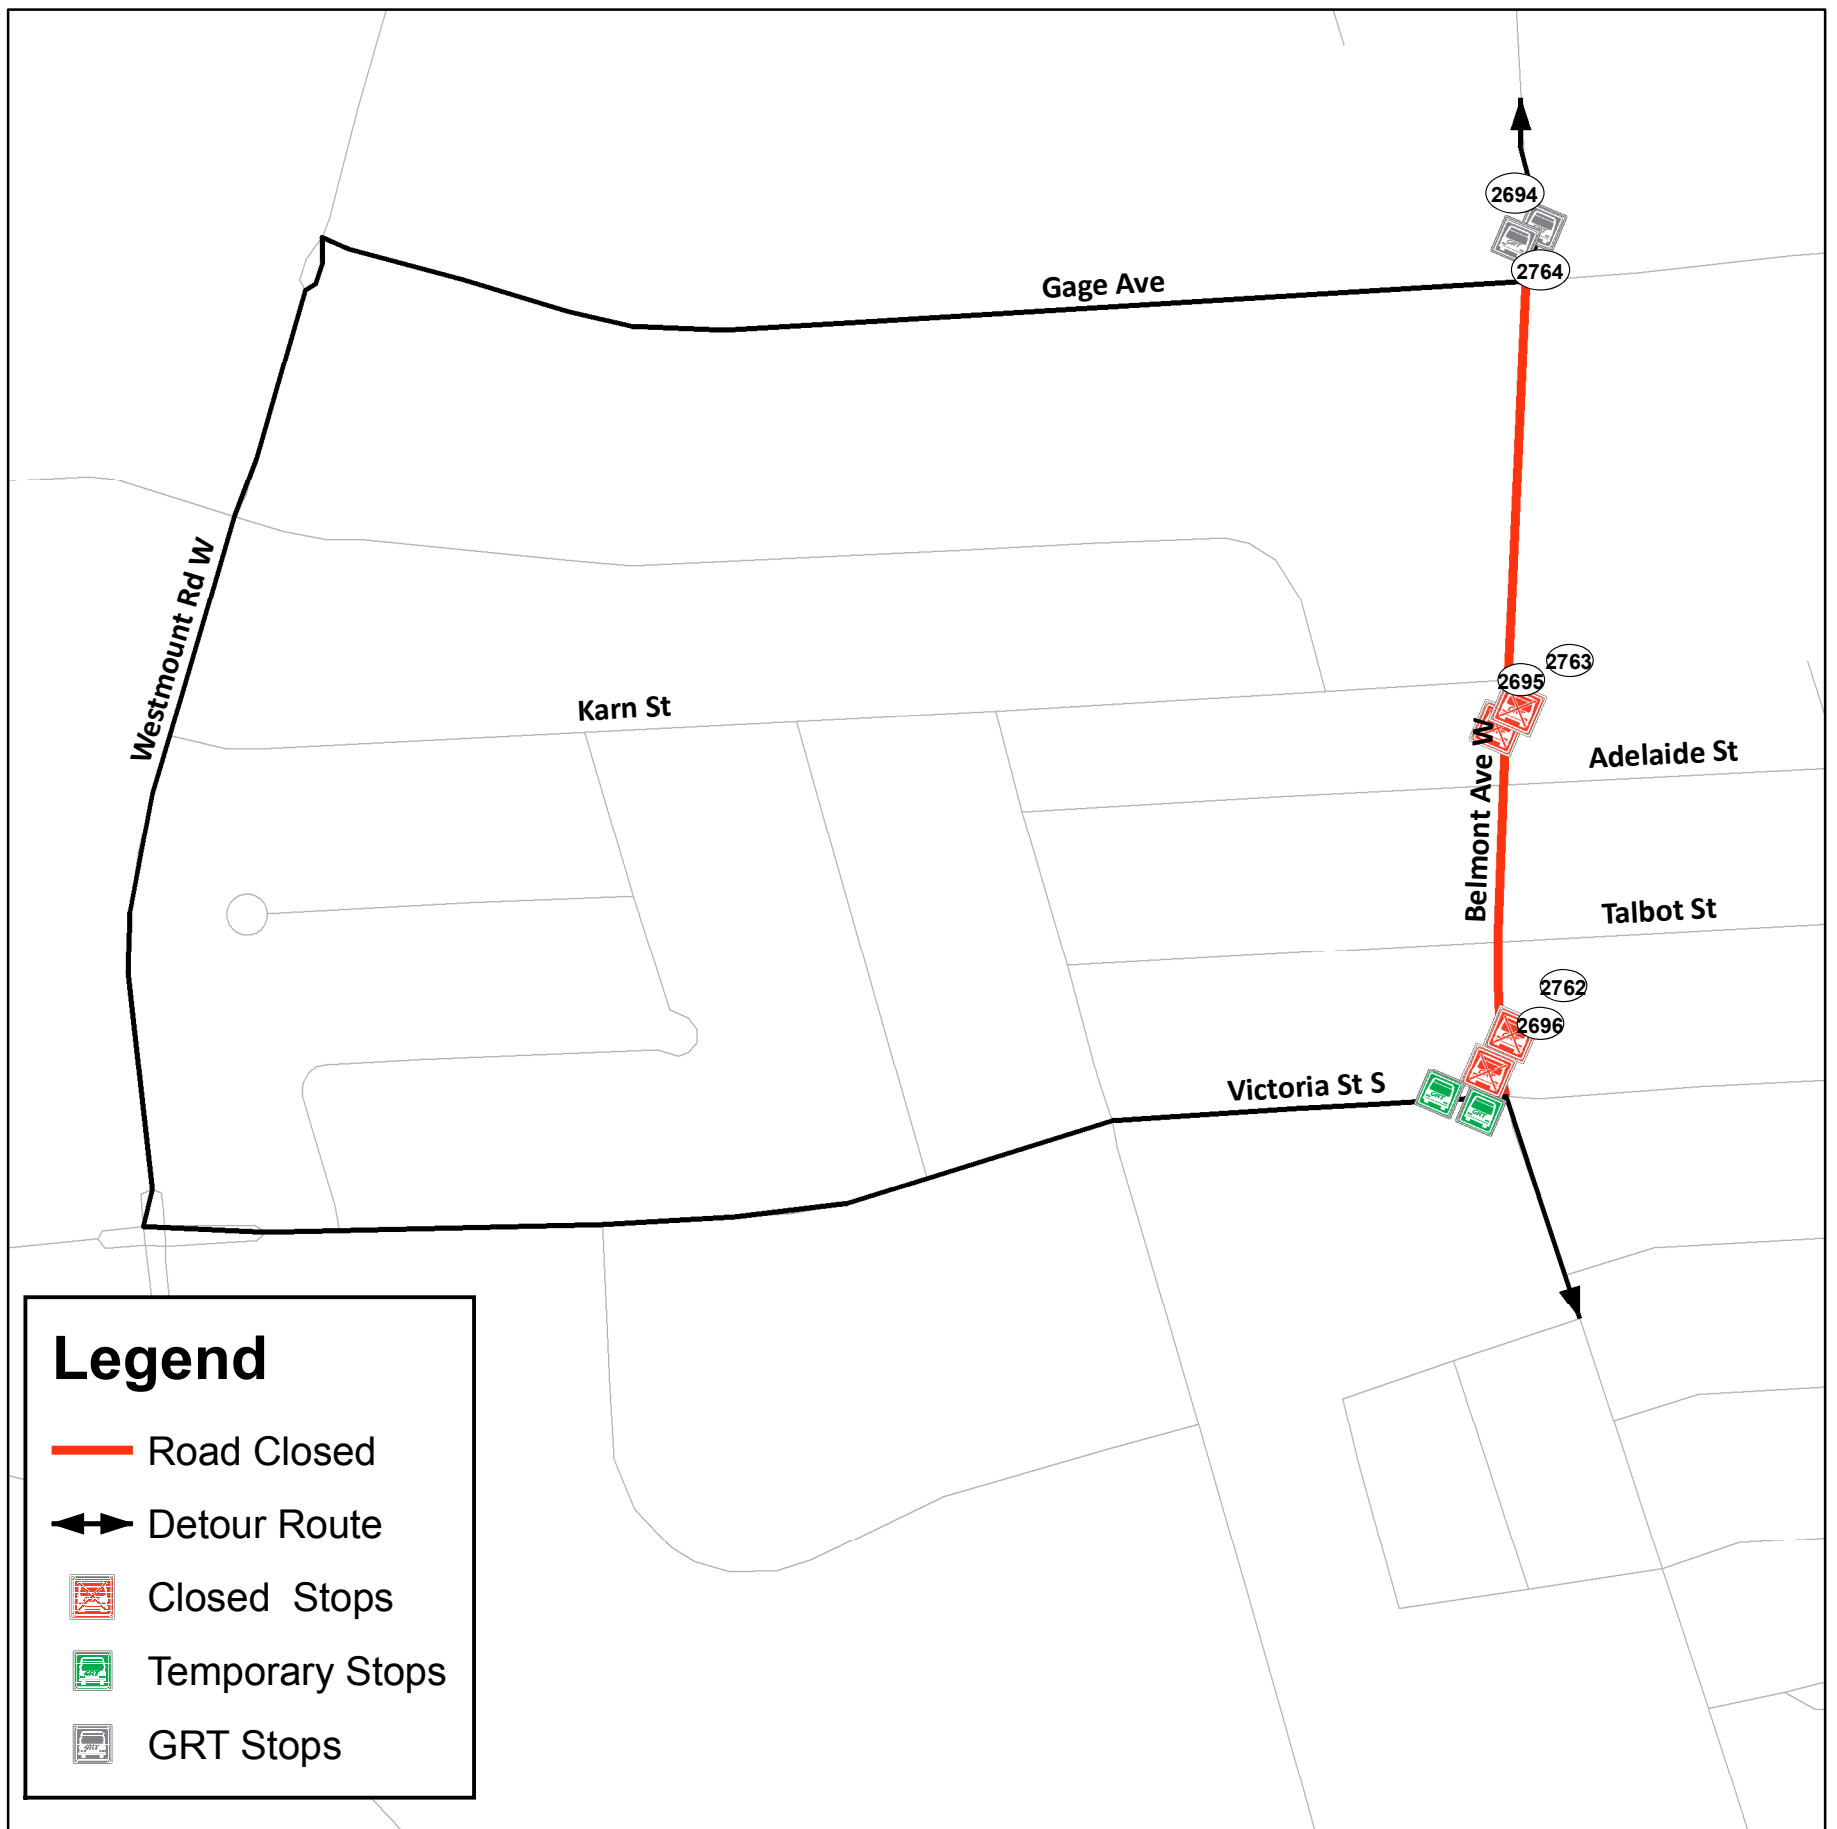 2694
2764
Gage Ave
Westmount Rd W
2763
2695
Karn St
Belmont Ave W
Adelaide St
Talbot St
2762
2696
Victoria St S
Legend
Road Closed
Detour Route
Closed Stops
Temporary Stops
GRT Stops